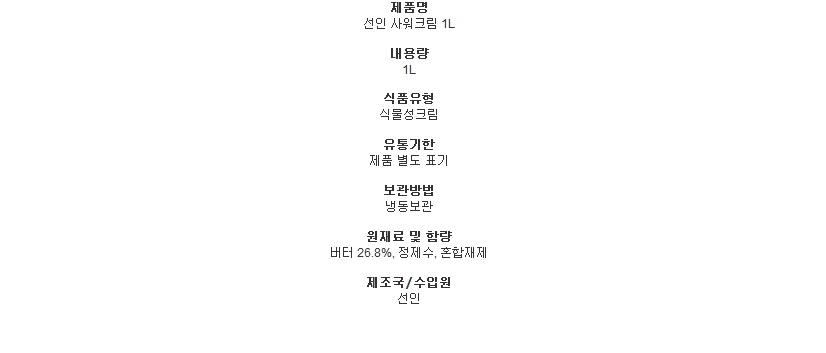 제품명
선인 사워크림 1L
내용량
1L
식품유형
식물성크림
유통기한
제품 별도 표기
보관방법
냉동보관
원재료 및 함량
버터 26.8%, 정제수, 혼합재제
제조국/수입원
선인